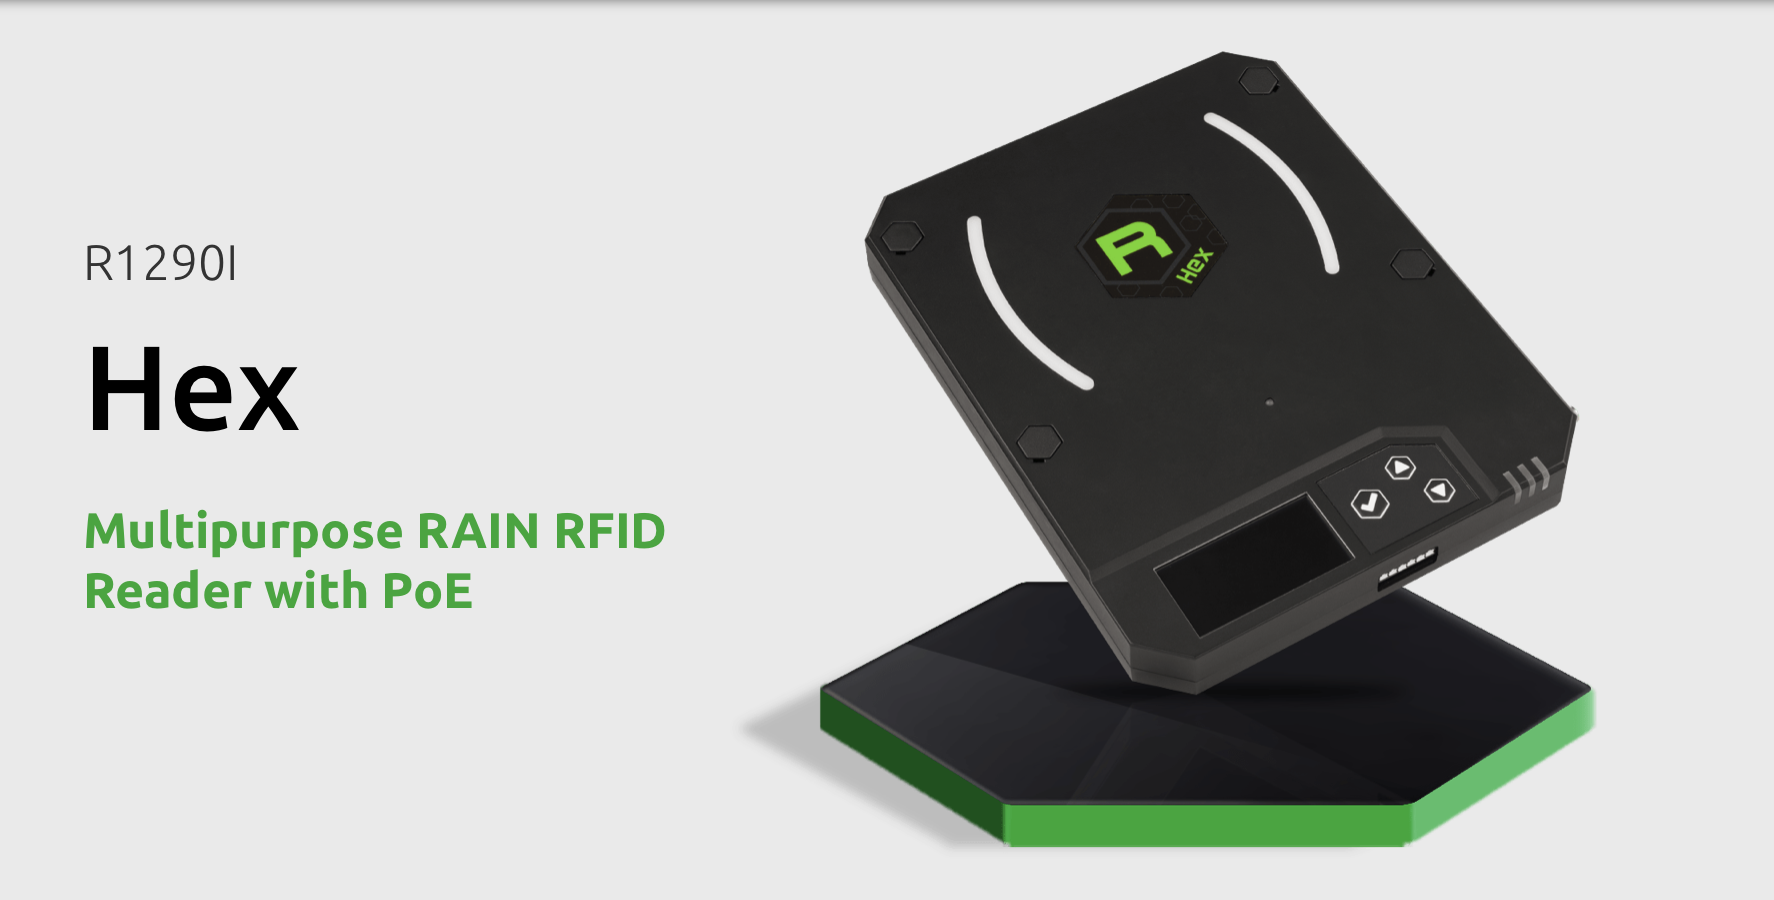 R1290I
Hex
Multipurpose RAIN RFID
Reader with PoE
R
Hex